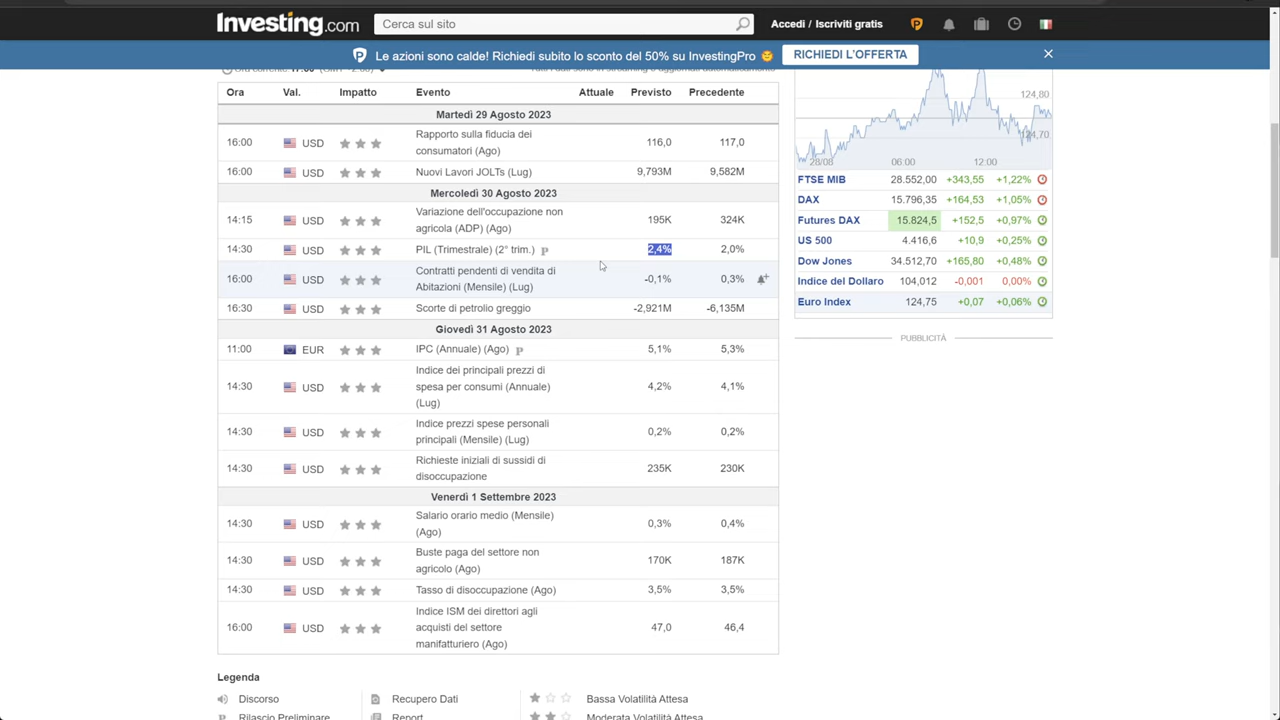 Investing.com
Cerca sul sito
Accedi / Iscriviti gratis
Le azioni sono calde! Richiedi subito lo sconto del 50% su InvestingPro
RICHIEDI L'OFFERTA
Ora Val. Impatto Evento Attuale Previsto Precedente
Martedì 29 Agosto 2023
16:00 USD Rapporto sulla fiducia dei
consumatori (Ago) 116,0 117,0
16:00 USD Nuovi Lavori JOLTs (Lug) 9,793M 9,582M
Mercoledì 30 Agosto 2023
14:15 USD Variazione dell'occupazione non
agricola (ADP) (Ago) 195K 324K
14:30 USD PIL (Trimestrale) (2° trim.) P 2,4% 2,0%
16:00 USD Contratti pendenti di vendita di
Abitazioni (Mensile) (Lug) -0,1% 0,3%
16:30 USD Scorte di petrolio greggio -2,921M -6,135M
Giovedì 31 Agosto 2023
11:00 EUR IPC (Annuale) (Ago) P 5,1% 5,3%
14:30 USD Indice dei principali prezzi di
spesa per consumi (Annuale)
(Lug) 4,2% 4,1%
14:30 USD Indice prezzi spese personali
principali (Mensile) (Lug) 0,2% 0,2%
14:30 USD Richieste iniziali di sussidi di
disoccupazione 235K 230K
Venerdì 1 Settembre 2023
14:30 USD Salario orario medio (Mensile)
(Ago) 0,3% 0,4%
14:30 USD Buste paga del settore non
agricolo (Ago) 170K 187K
14:30 USD Tasso di disoccupazione (Ago) 3,5% 3,5%
16:00 USD Indice ISM dei direttori agli
acquisti del settore
manifatturiero (Ago) 47,0 46,4
Legenda
Discorso Recupero Dati Bassa Volatilità Attesa
P Rilascio Preliminare Report Moderata Volatilità Attesa
124,80
124,70
28/08 06:00 12:00
FTSE MIB 28.552,00 +343,55 +1,22%
DAX 15.796,35 +164,53 +1,05%
Futures DAX 15.824,5 +152,5 +0,97%
US 500 4.416,6 +10,9 +0,25%
Dow Jones 34.512,70 +165,80 +0,48%
Indice del Dollaro 104,012 -0,001 0,00%
Euro Index 124,75 +0,07 +0,06%
PUBBLICITÀ